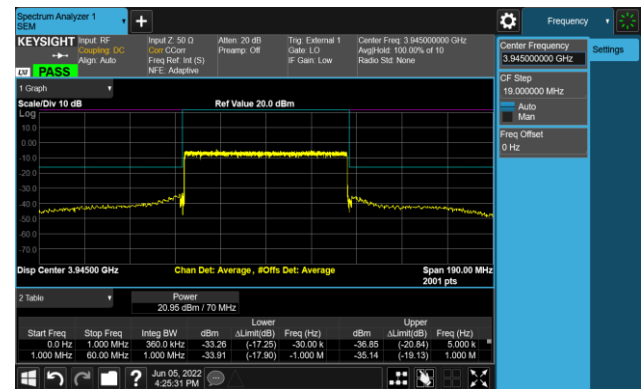 Spectrum Analyzer 1
SEM
Frequency
KEYSIGHT
Input: RF
Coupling: DC
Align: Auto
Input Z: 50 Ω
Corr CCorr
Freq Ref: Int (S)
NFE: Adaptive
Atten: 20 dB
Preamp: Off
Trig: External 1
Gate: LO
IF Gain: Low
Center Freq: 3.945000000 GHz
Avg|Hold: 100.00% of 10
Radio Std: None
LXI
PASS
Center Frequency
3.945000000 GHz
Settings
CF Step
19.000000 MHz
Auto
Man
Freq Offset
0 Hz
1 Graph
Scale/Div 10 dB
Ref Value 20.0 dBm
Log
10.0
0.00
-10.0
-20.0
-30.0
-40.0
-50.0
-60.0
-70.0
Disp Center 3.94500 GHz
Chan Det: Average , #Offs Det: Average
Span 190.00 MHz
2001 pts
2 Table
Power
20.95 dBm / 70 MHz
Lower Upper
Start Freq Stop Freq Integ BW dBm ΔLimit(dB) Freq (Hz) dBm ΔLimit(dB) Freq (Hz)
0.0 Hz 1.000 MHz 360.0 kHz -33.26 (-17.25) -30.00 k -36.85 (-20.84) 5.000 k
1.000 MHz 60.00 MHz 1.000 MHz -33.91 (-17.90) -1.000 M -35.14 (-19.13) 1.000 M
?
Jun 05, 2022
4:25:31 PM